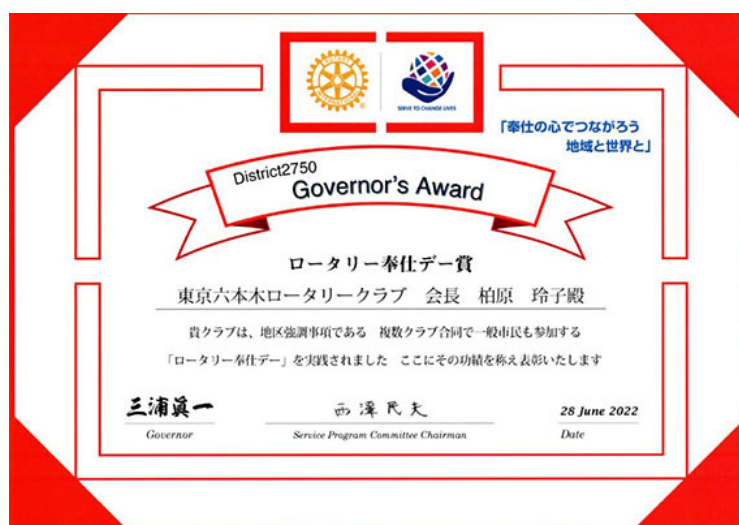 ROTARY
INTERNATIONAL
SERVE TO CHANGE LIVES
「奉仕の心でつながろう
地域と世界と」
District2750
Governor's Award
ロータリー奉仕デー賞
東京六本木ロータリークラブ 会長 柏原 玲子殿
貴クラブは、地区強調事項である 複数クラブ合同で一般市民も参加する
「ロータリー奉仕デー」を実践されました ここにその功績を称え表彰いたします
三浦眞一
西澤民夫
28 June 2022
Governor
Service Program Committee Chairman
Date